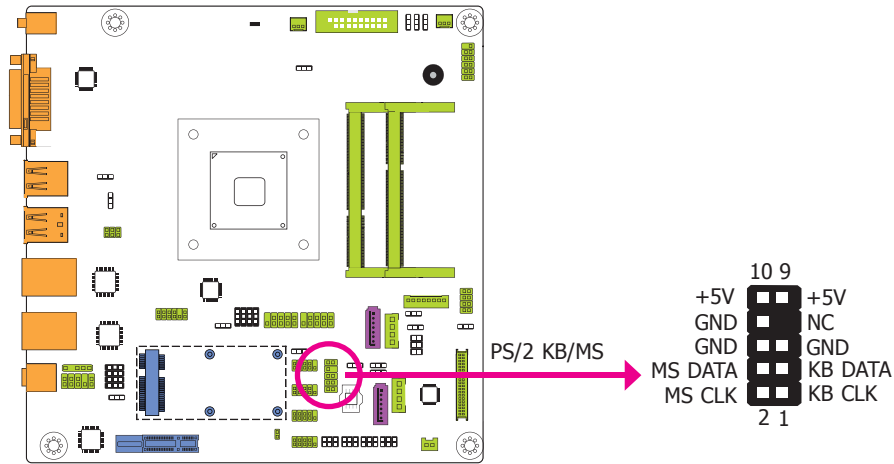 PS/2 KB/MS
10 9
+5V +5V
GND NC
GND GND
MS DATA KB DATA
MS CLK KB CLK
2 1